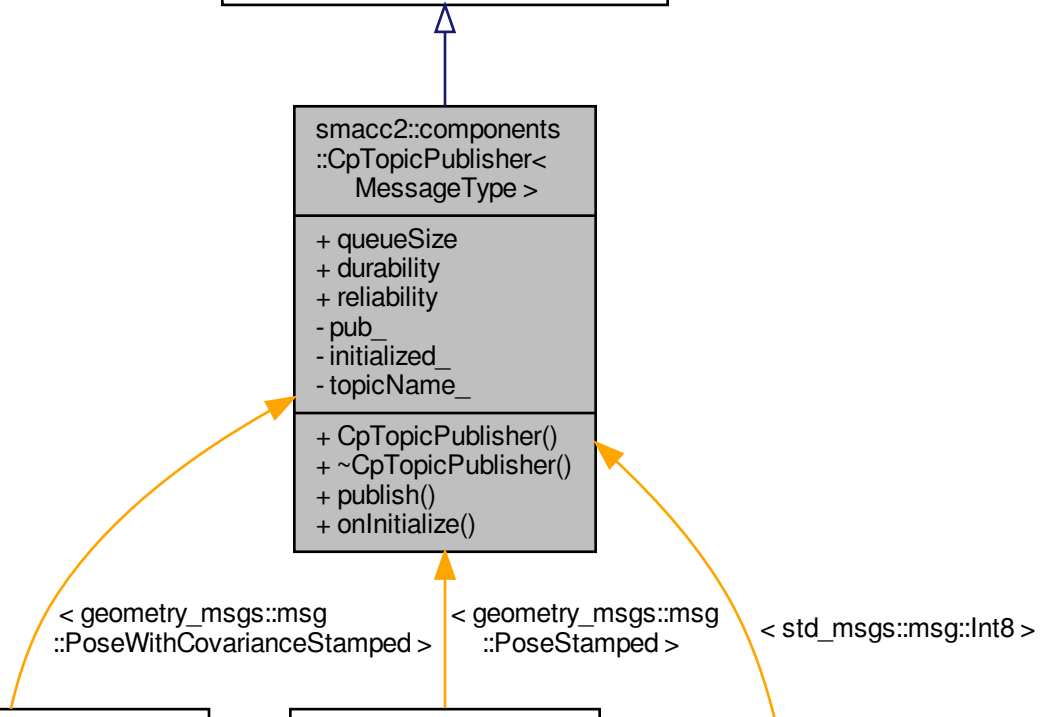 smacc2::components
::CpTopicPublisher<
MessageType >
+ queueSize
+ durability
+ reliability
- pub_
- initialized_
- topicName_
+ CpTopicPublisher()
+ ~CpTopicPublisher()
+ publish()
+ onInitialize()
< geometry_msgs::msg
::PoseWithCovarianceStamped >
< geometry_msgs::msg
::PoseStamped >
< std_msgs::msg::Int8 >